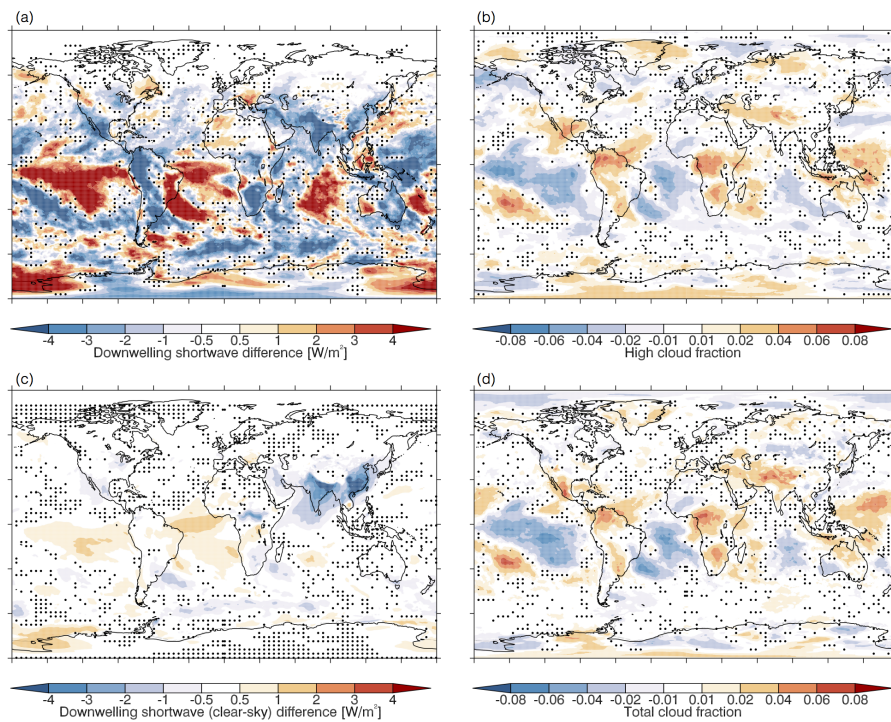 (a)
(b)
-4 -3 -2 -1 -0.5 0.5 1 2 3 4
Downwelling shortwave difference [W/m²]
-0.08 -0.06 -0.04 -0.02 -0.01 0.01 0.02 0.04 0.06 0.08
High cloud fraction
(c)
(d)
-4 -3 -2 -1 -0.5 0.5 1 2 3 4
Downwelling shortwave (clear-sky) difference [W/m²]
-0.08 -0.06 -0.04 -0.02 -0.01 0.01 0.02 0.04 0.06 0.08
Total cloud fraction